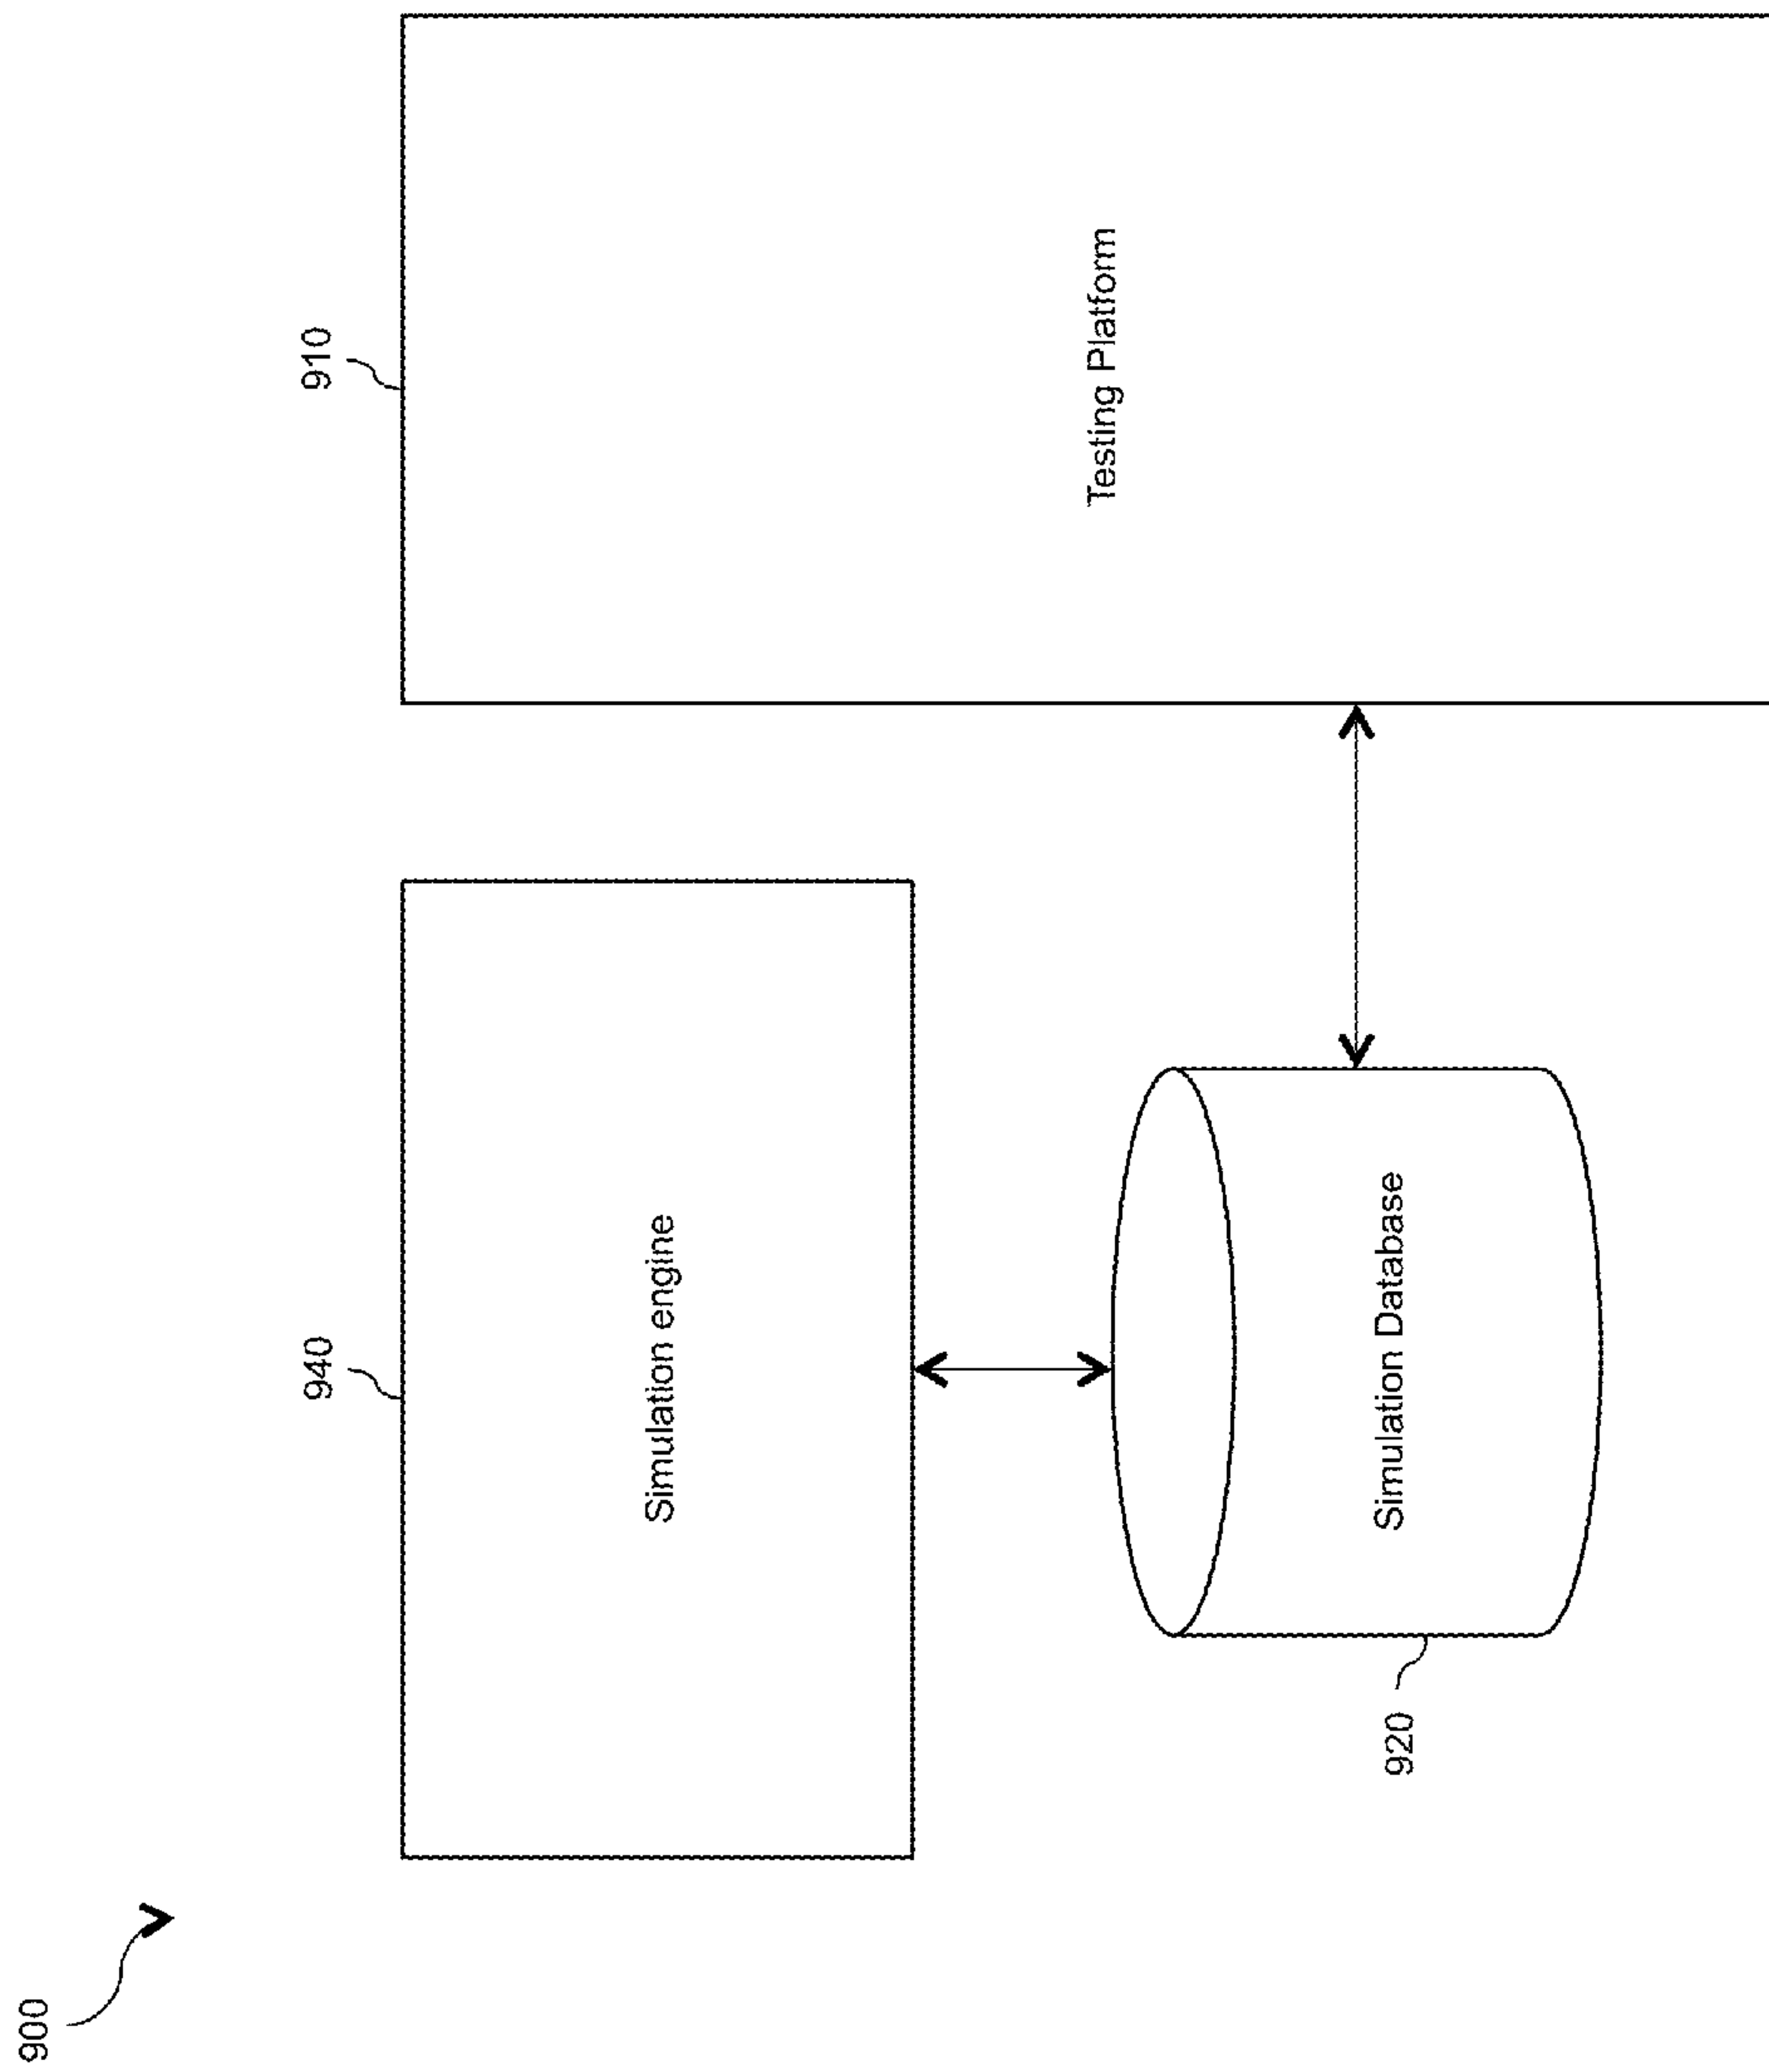 900
940
Simulation engine
910
Testing Platform
Simulation Database
920